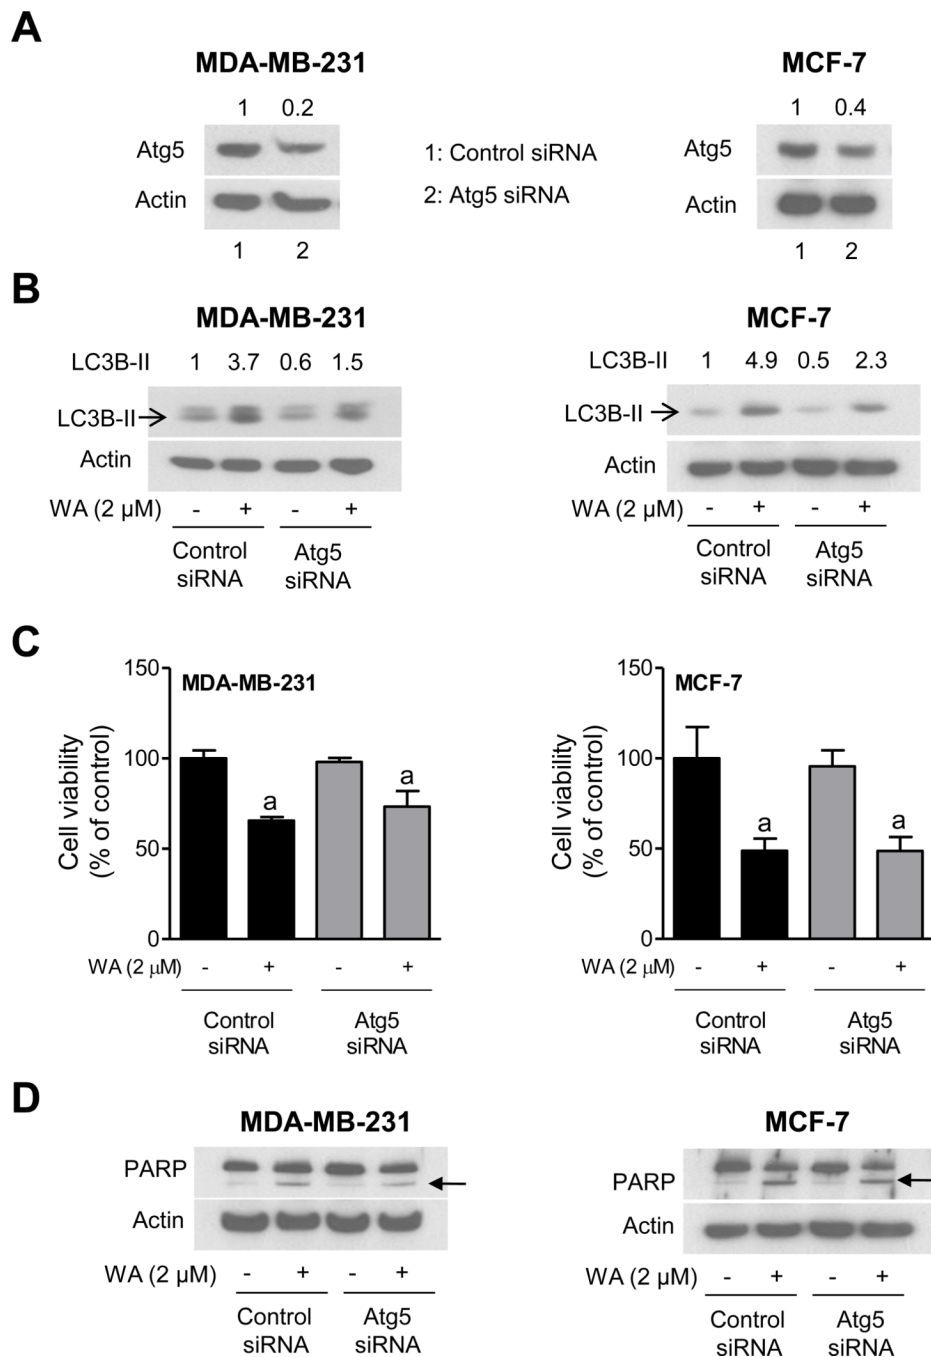 A
MDA-MB-231
MCF-7
1 0.2
1 0.4
Atg5
1: Control siRNA
Atg5
Actin
2: Atg5 siRNA
Actin
1 2
1 2
B
MDA-MB-231
MCF-7
LC3B-II 1 3.7 0.6 1.5
LC3B-II 1 4.9 0.5 2.3
LC3B-II
LC3B-II
Actin
Actin
WA (2 µM) - + - +
WA (2 µM) - + - +
Control
siRNA
Atg5
siRNA
Control
siRNA
Atg5
siRNA
C
150
MDA-MB-231
100
50
0
Cell viability
(% of control)
a
a
WA (2 µM) - + - +
Control
siRNA
Atg5
siRNA
150
MCF-7
100
50
0
Cell viability
(% of control)
a
a
WA (2 µM) - + - +
Control
siRNA
Atg5
siRNA
D
MDA-MB-231
MCF-7
PARP
PARP
Actin
Actin
WA (2 µM) - + - +
WA (2 µM) - + - +
Control
siRNA
Atg5
siRNA
Control
siRNA
Atg5
siRNA